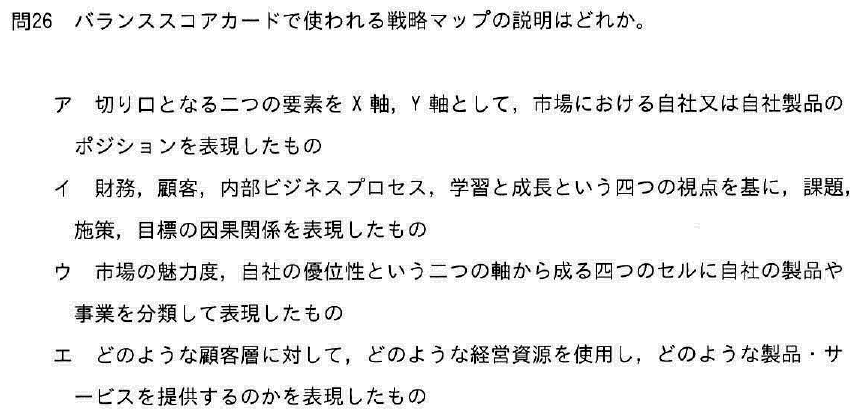 問26　バランススコアカードで使われる戦略マップの説明はどれか。
ア　切り口となる二つの要素を X 軸，Y 軸として，市場における自社又は自社製品の
ポジションを表現したもの
イ　財務，顧客，内部ビジネスプロセス，学習と成長という四つの視点を基に，課題，
施策，目標の因果関係を表現したもの
ウ　市場の魅力度，自社の優位性という二つの軸から成る四つのセルに自社の製品や
事業を分類して表現したもの
エ　どのような顧客層に対して，どのような経営資源を使用し，どのような製品・サ
ービスを提供するのかを表現したもの